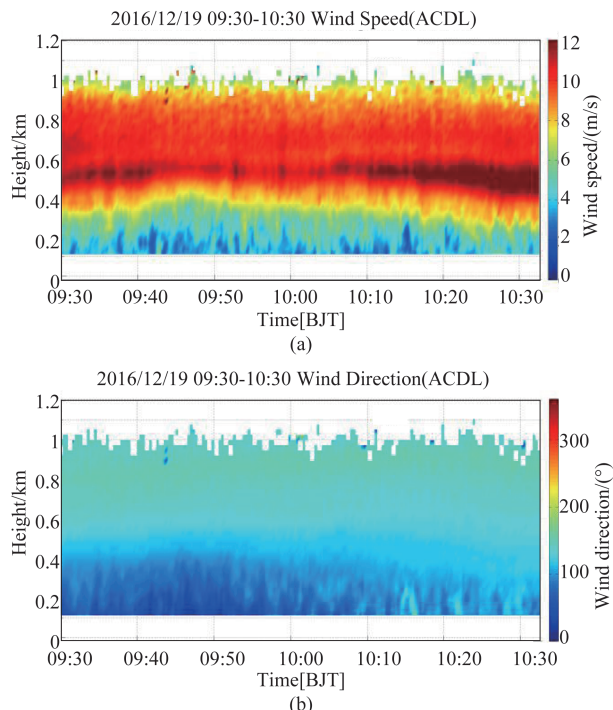 2016/12/19 09:30-10:30 Wind Speed(ACDL)
1.2
1
0.8
0.6
0.4
0.2
0
Height/km
09:30 09:40 09:50 10:00 10:10 10:20 10:30
Time[BJT]
12
10
8
6
4
2
0
Wind speed/(m/s)
(a)
2016/12/19 09:30-10:30 Wind Direction(ACDL)
1.2
1
0.8
0.6
0.4
0.2
0
Height/km
09:30 09:40 09:50 10:00 10:10 10:20 10:30
Time[BJT]
300
200
100
0
Wind direction/(°)
(b)